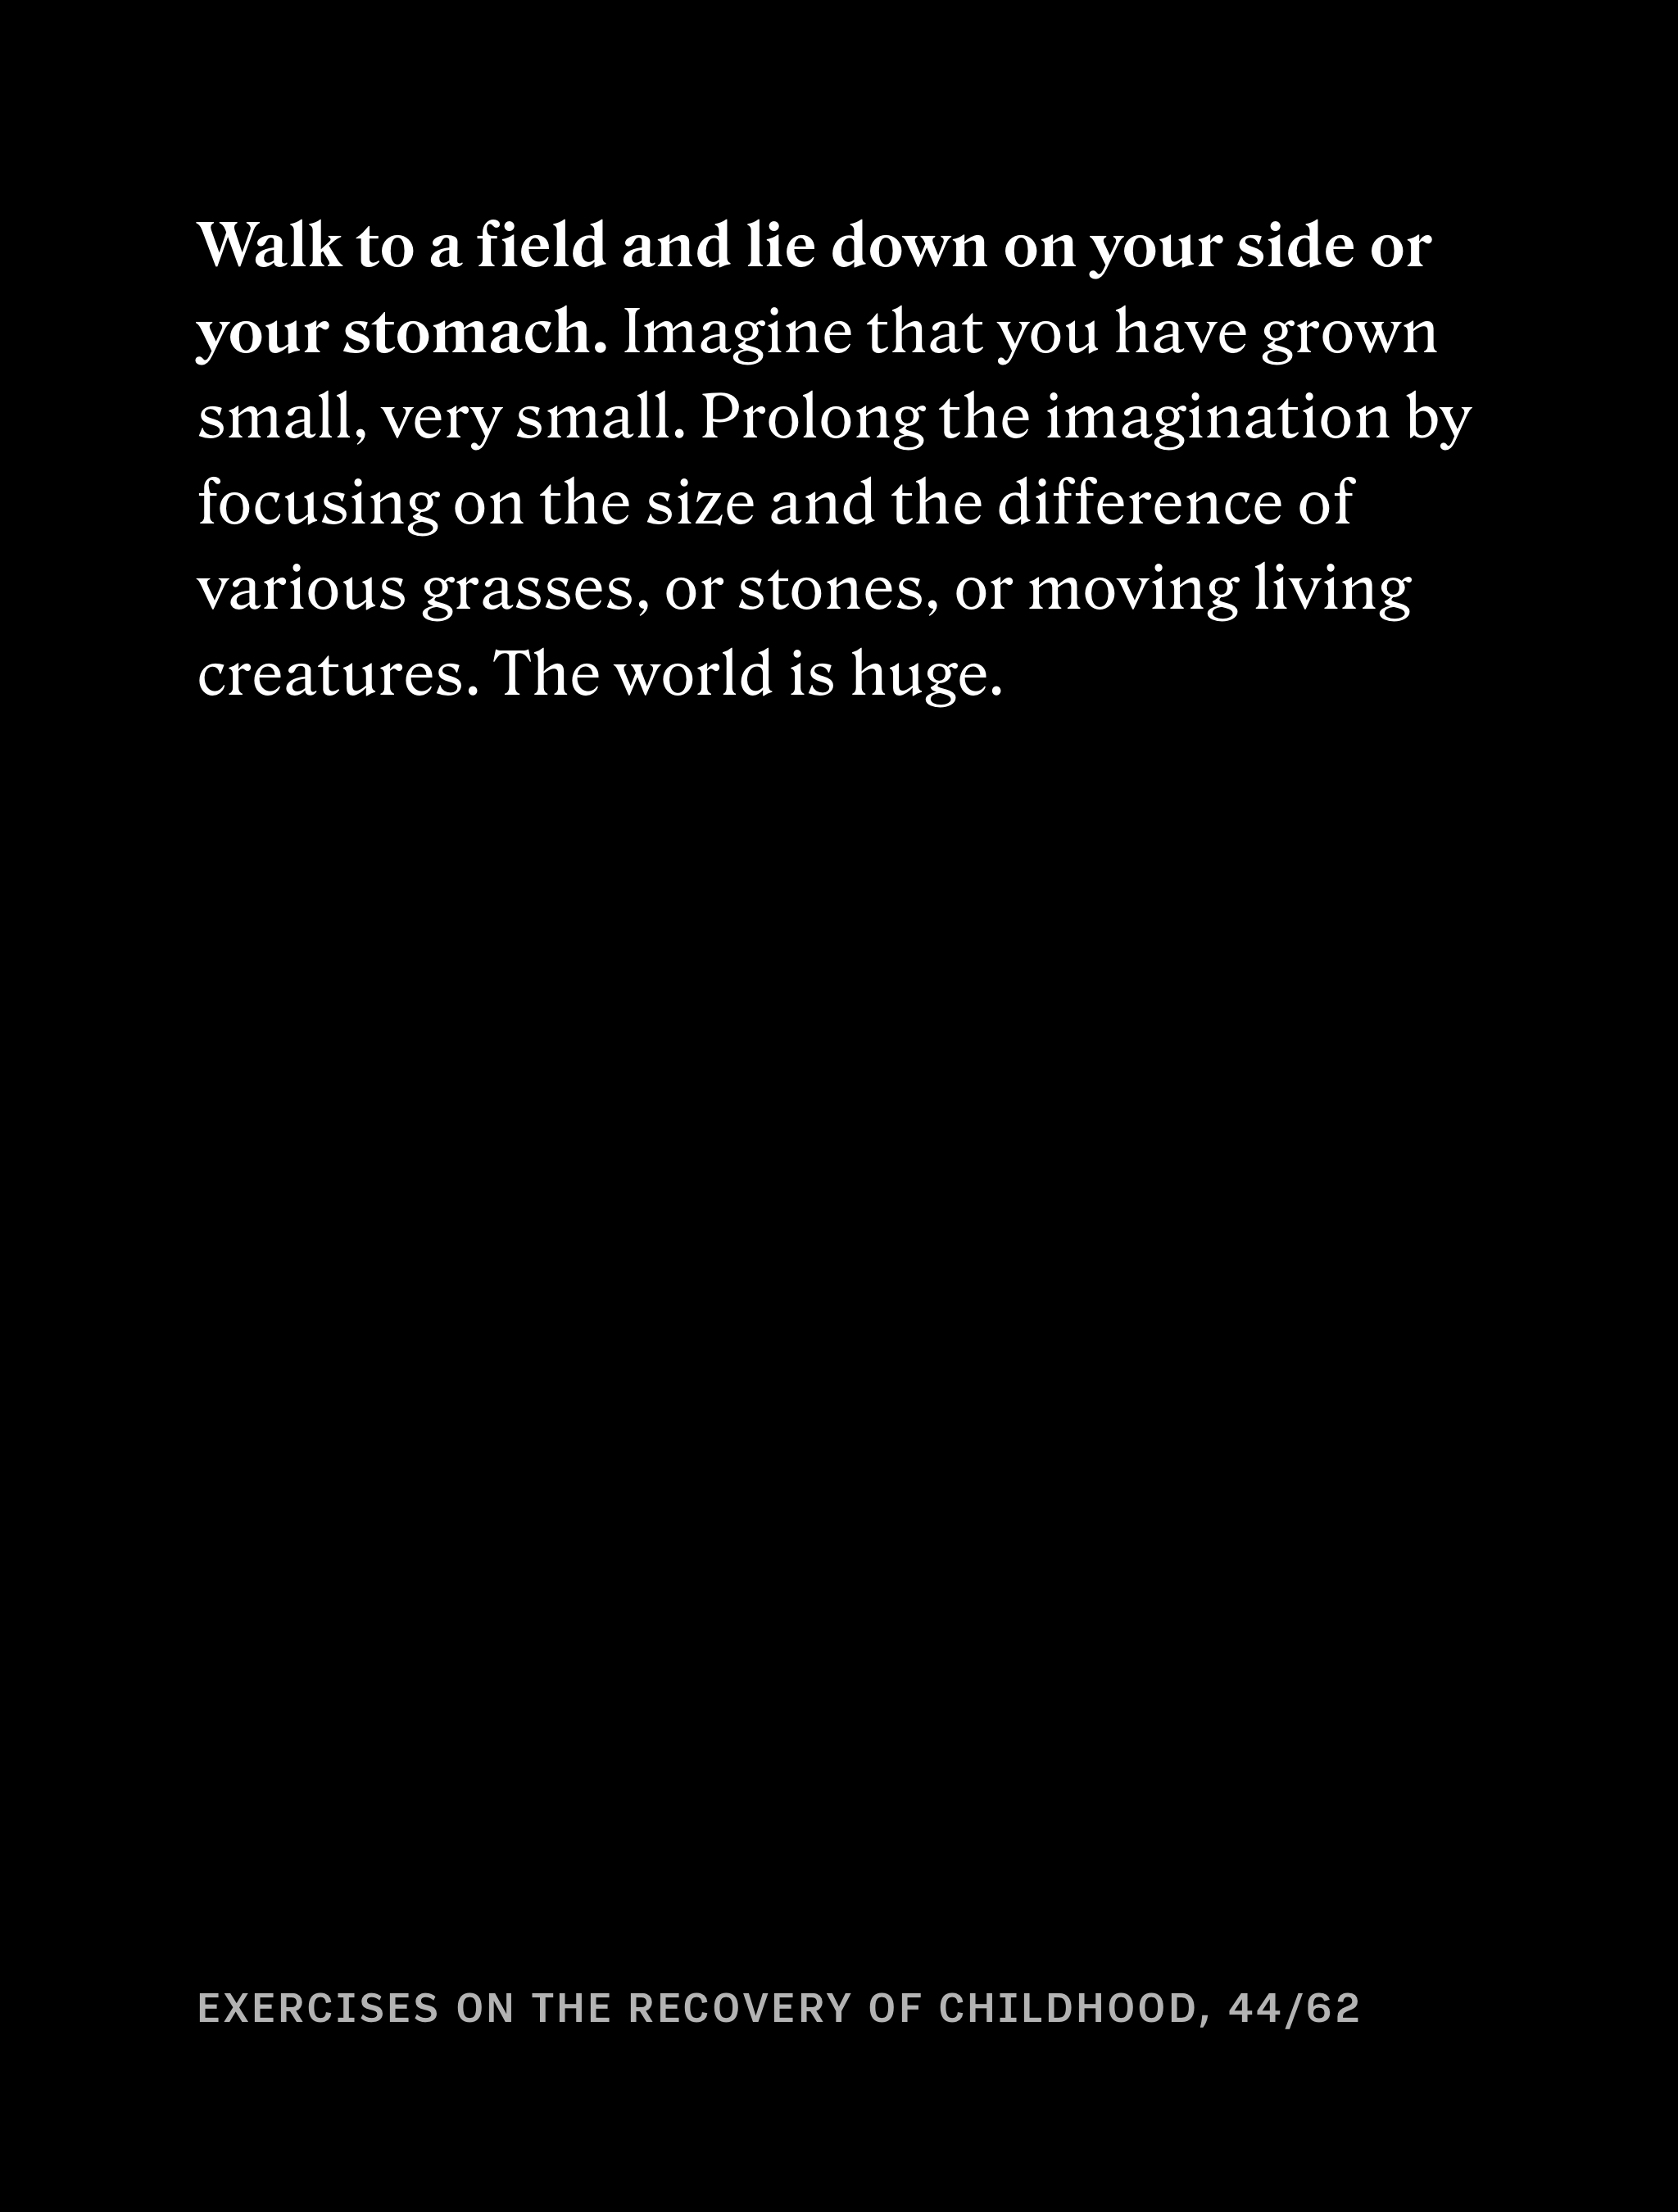 Walk to a field and lie down on your side or
your stomach. Imagine that you have grown
small, very small. Prolong the imagination by
focusing on the size and the difference of
various grasses, or stones, or moving living
creatures. The world is huge.
EXERCISES ON THE RECOVERY OF CHILDHOOD, 44/62